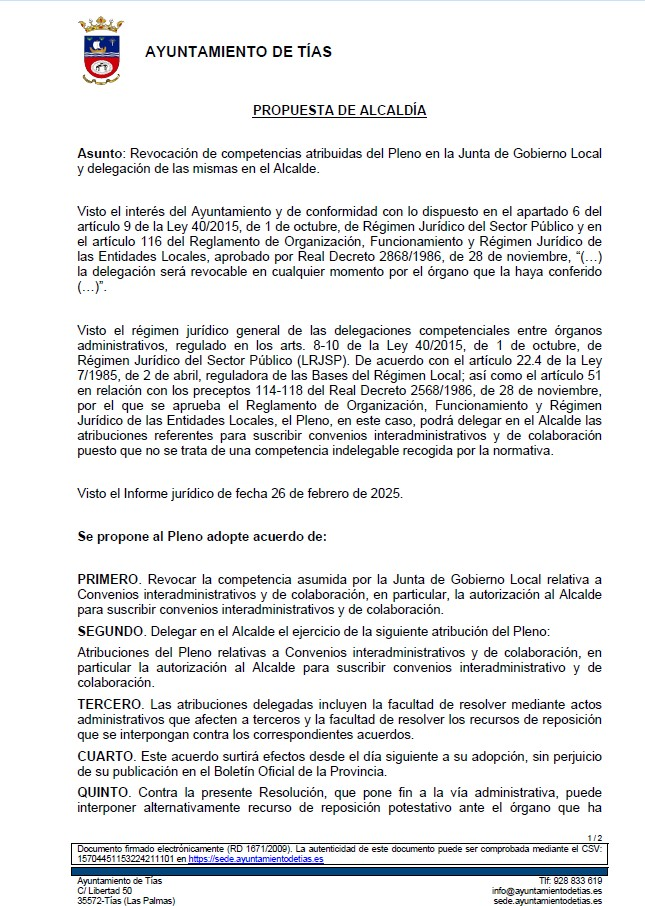 AYUNTAMIENTO DE TÍAS
PROPUESTA DE ALCALDÍA
Asunto: Revocación de competencias atribuidas del Pleno en la Junta de Gobierno Local
y delegación de las mismas en el Alcalde.
Visto el interés del Ayuntamiento y de conformidad con lo dispuesto en el apartado 6 del
artículo 9 de la Ley 40/2015, de 1 de octubre, de Régimen Jurídico del Sector Público y en
el artículo 116 del Reglamento de Organización, Funcionamiento y Régimen Jurídico de
las Entidades Locales, aprobado por Real Decreto 2868/1986, de 28 de noviembre, “(…)
la delegación será revocable en cualquier momento por el órgano que la haya conferido
(…)”.
Visto el régimen jurídico general de las delegaciones competenciales entre órganos
administrativos, regulado en los arts. 8-10 de la Ley 40/2015, de 1 de octubre, de
Régimen Jurídico del Sector Público (LRJSP). De acuerdo con el artículo 22.4 de la Ley
7/1985, de 2 de abril, reguladora de las Bases del Régimen Local; así como el artículo 51
en relación con los preceptos 114-118 del Real Decreto 2568/1986, de 28 de noviembre,
por el que se aprueba el Reglamento de Organización, Funcionamiento y Régimen
Jurídico de las Entidades Locales, el Pleno, en este caso, podrá delegar en el Alcalde las
atribuciones referentes para suscribir convenios interadministrativos y de colaboración
puesto que no se trata de una competencia indelegable recogida por la normativa.
Visto el Informe jurídico de fecha 26 de febrero de 2025.
Se propone al Pleno adopte acuerdo de:
PRIMERO. Revocar la competencia asumida por la Junta de Gobierno Local relativa a
Convenios interadministrativos y de colaboración, en particular, la autorización al Alcalde
para suscribir convenios interadministrativos y de colaboración.
SEGUNDO. Delegar en el Alcalde el ejercicio de la siguiente atribución del Pleno:
Atribuciones del Pleno relativas a Convenios interadministrativos y de colaboración, en
particular la autorización al Alcalde para suscribir convenios interadministrativo y de
colaboración.
TERCERO. Las atribuciones delegadas incluyen la facultad de resolver mediante actos
administrativos que afecten a terceros y la facultad de resolver los recursos de reposición
que se interpongan contra los correspondientes acuerdos.
CUARTO. Este acuerdo surtirá efectos desde el día siguiente a su adopción, sin perjuicio
de su publicación en el Boletín Oficial de la Provincia.
QUINTO. Contra la presente Resolución, que pone fin a la vía administrativa, puede
interponer alternativamente recurso de reposición potestativo ante el órgano que ha
1 / 2
Documento firmado electrónicamente (RD 1671/2009). La autenticidad de este documento puede ser comprobada mediante el CSV:
15704451153224211101 en https://sede.ayuntamientodetias.es
Ayuntamiento de Tías
C/ Libertad 50
35572-Tías (Las Palmas)
Tlf: 928 833 619
info@ayuntamientodetias.es
sede.ayuntamientodetias.es